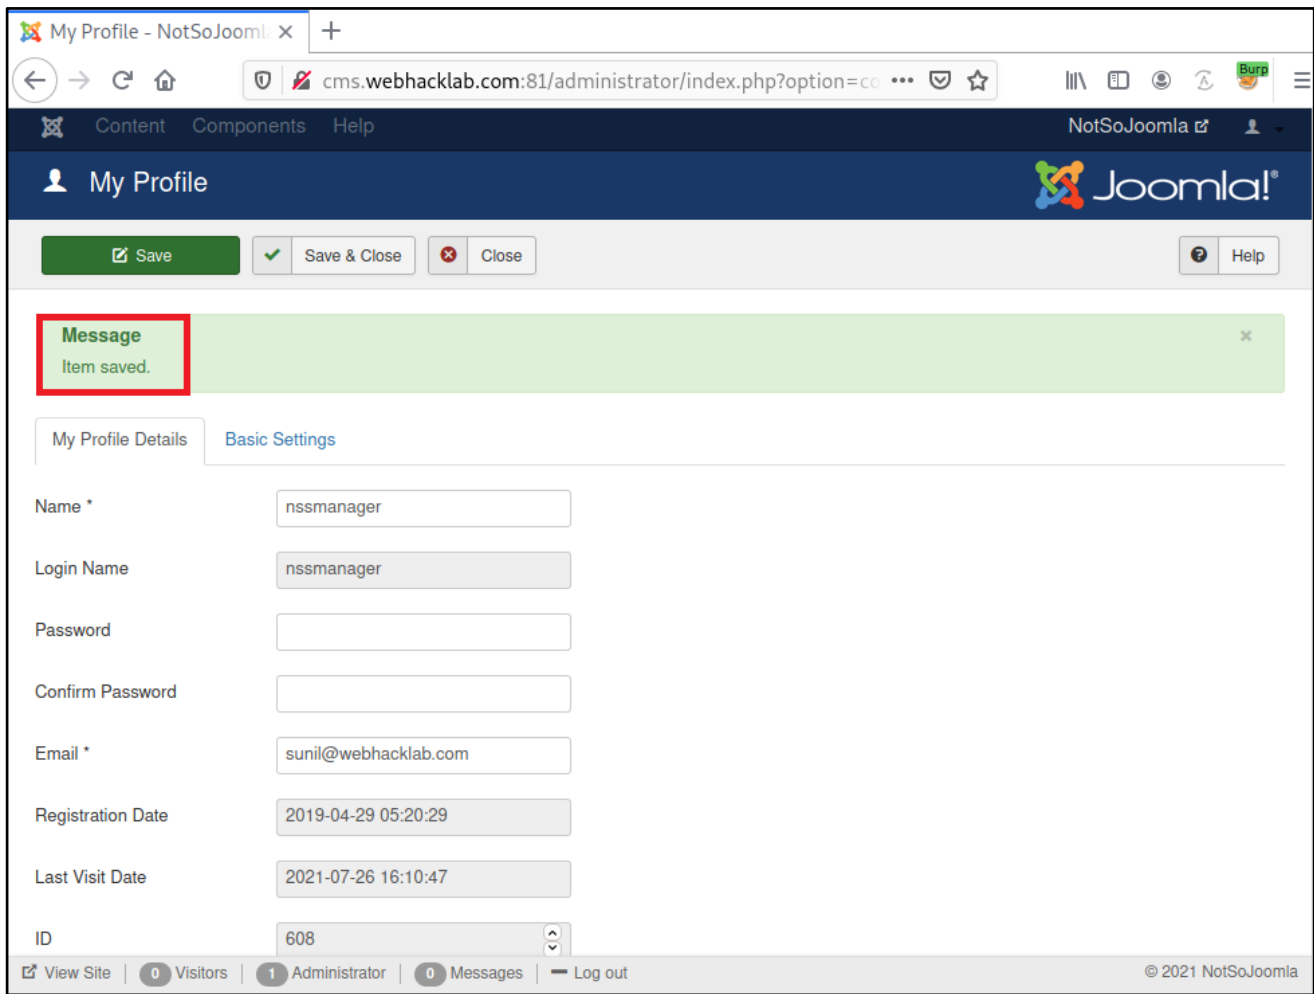 My Profile - NotSoJooml
cms.webhacklab.com:81/administrator/index.php?option=co
Burp
Content Components Help NotSoJoomla
My Profile Joomla!®
Save Save & Close Close Help
Message
Item saved.
My Profile Details Basic Settings
Name * nssmanager
Login Name nssmanager
Password
Confirm Password
Email * sunil@webhacklab.com
Registration Date 2019-04-29 05:20:29
Last Visit Date 2021-07-26 16:10:47
ID 608
View Site 0 Visitors 1 Administrator 0 Messages Log out © 2021 NotSoJoomla